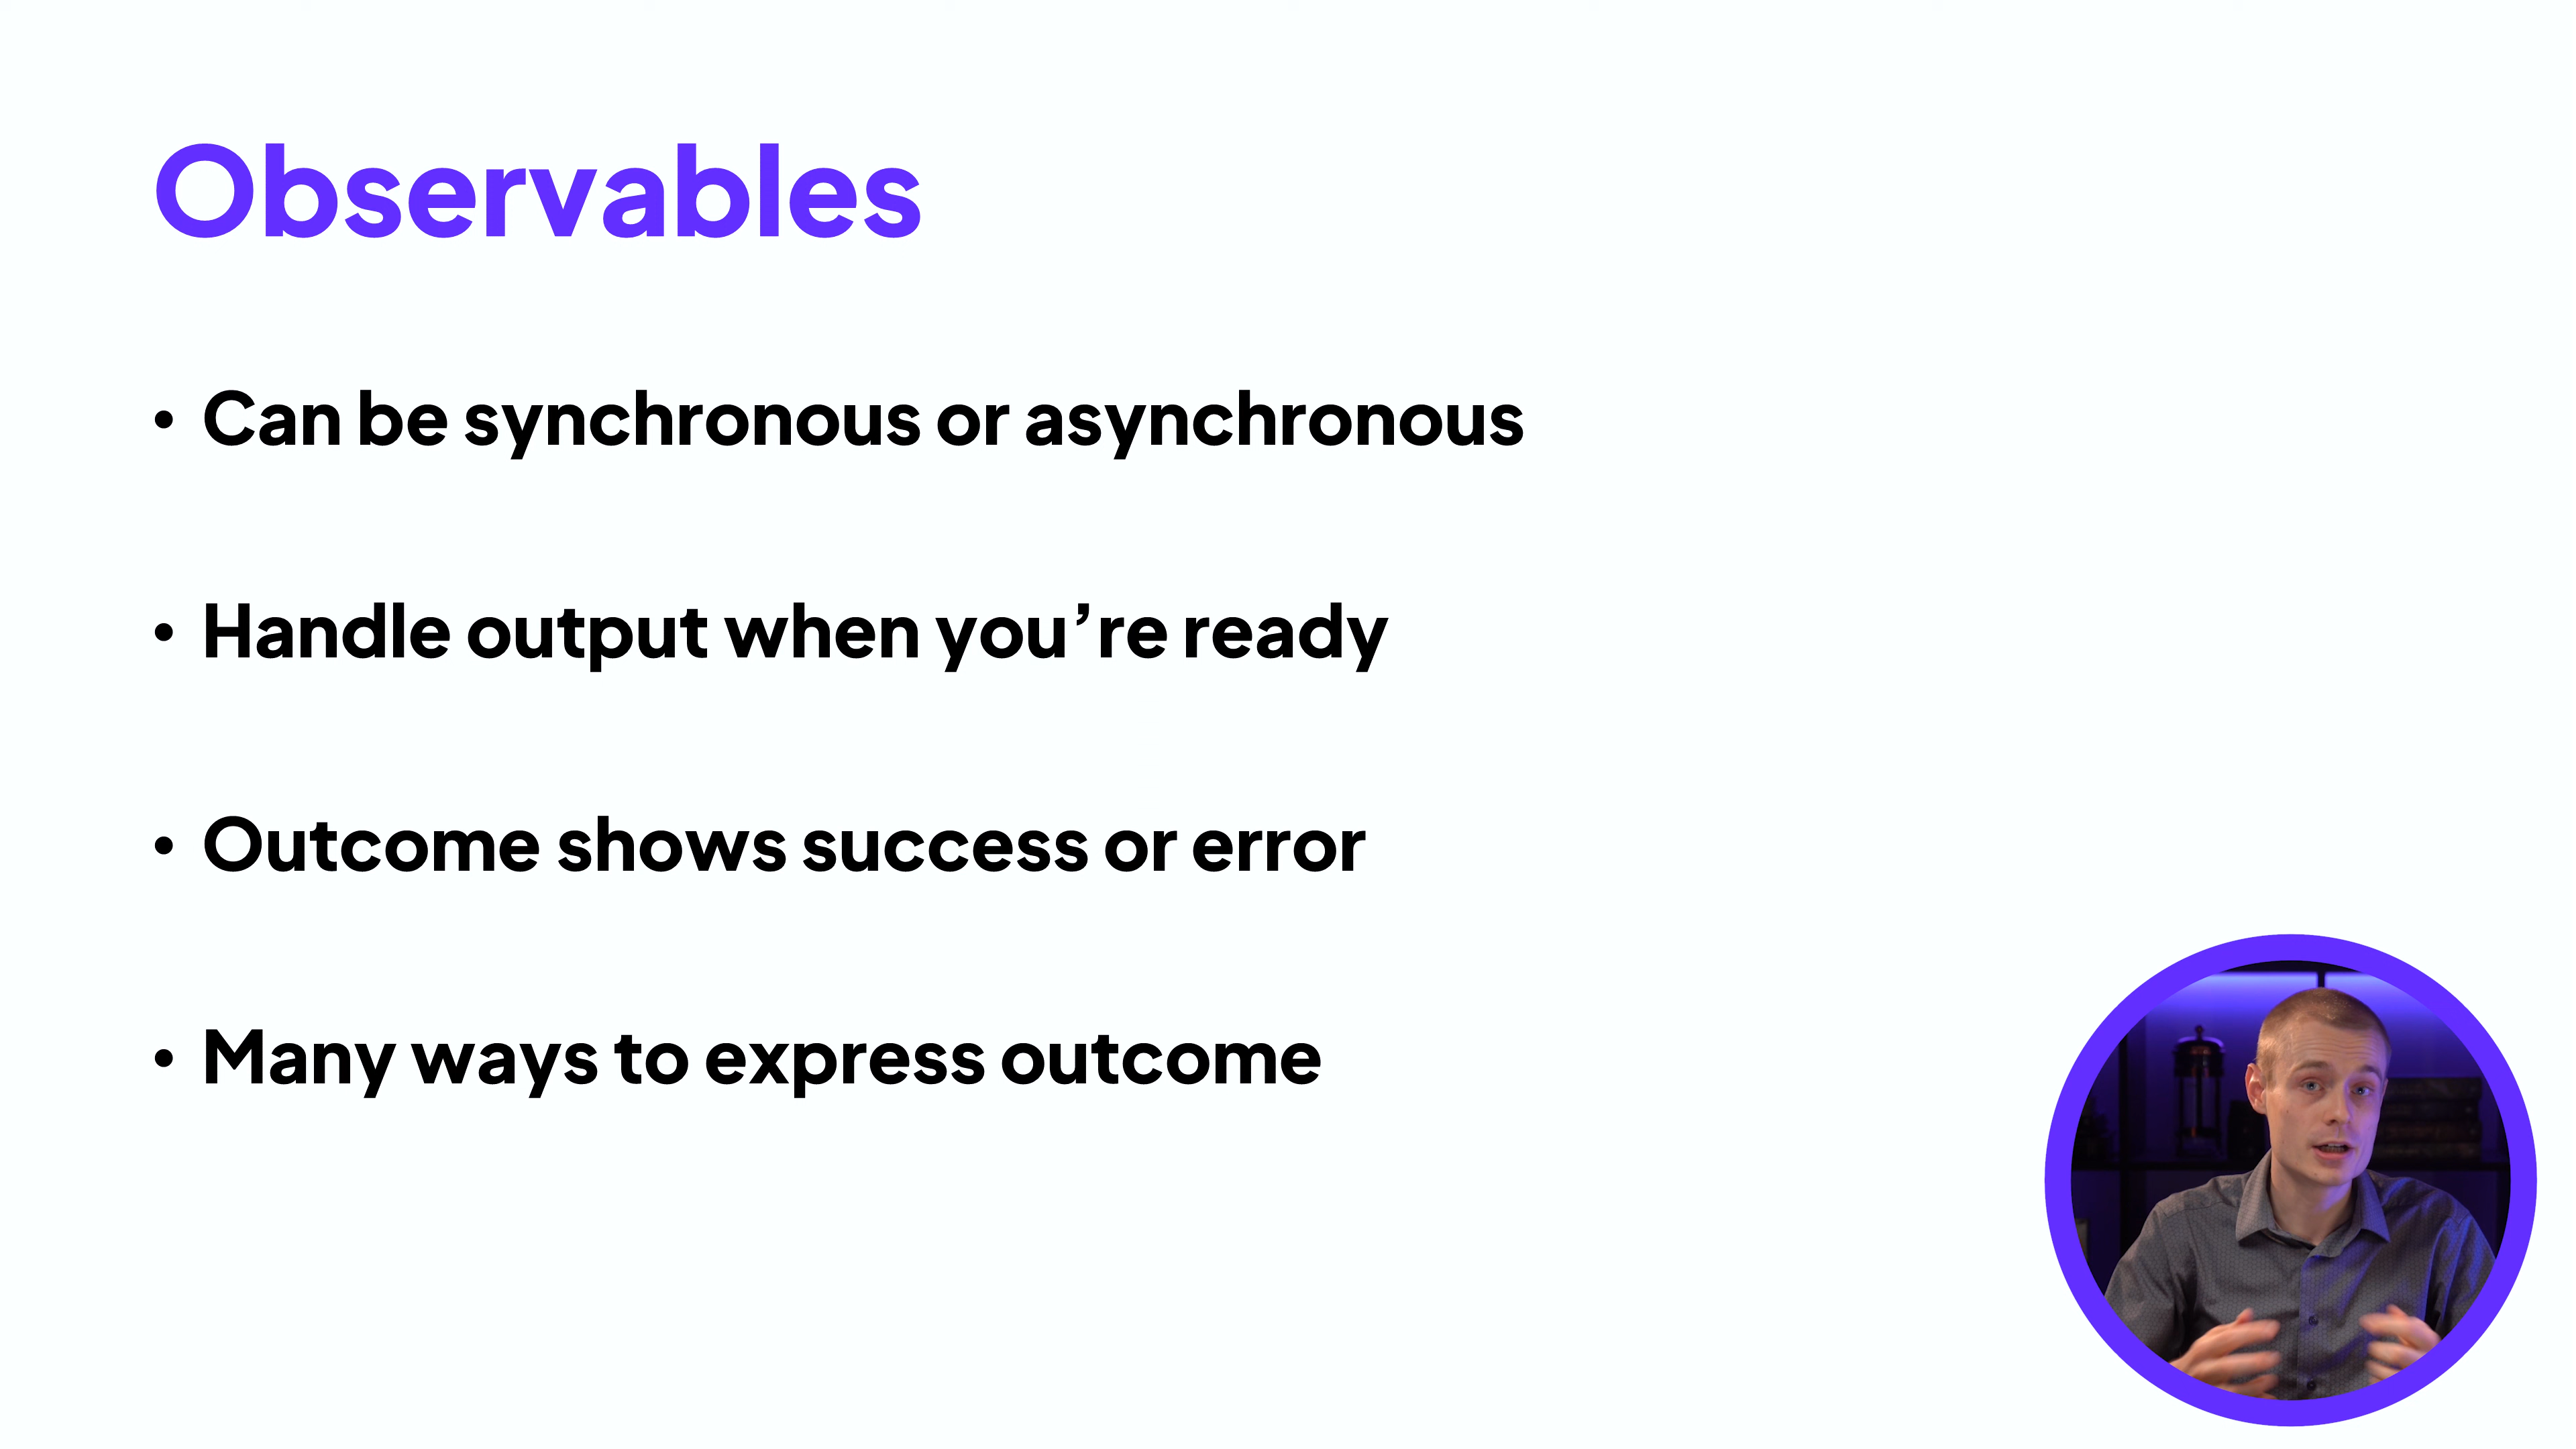 Observables
• Can be synchronous or asynchronous
• Handle output when you’re ready
• Outcome shows success or error
• Many ways to express outcome